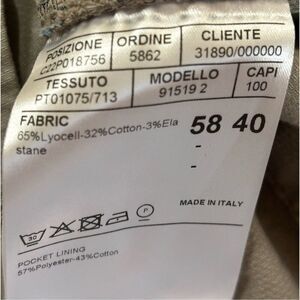 POSIZIONE ORDINE CLIENTE
C22P018756 5862 31890/000000
TESSUTO MODELLO CAPI
PT01075/713 91519 2 100
FABRIC
65%Lyocell-32%Cotton-3%Ela
stane
58 40
-
-
MADE IN ITALY
30 P
POCKET LINING
57%Polyester-43%Cotton